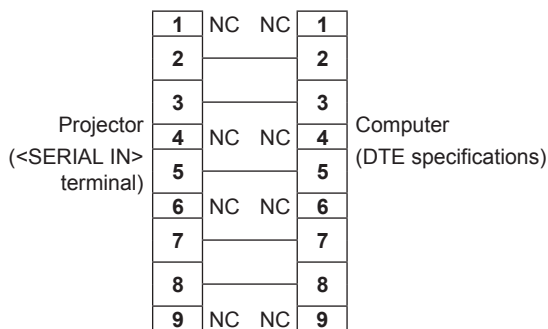 1 NC NC 1
2 2
3 3
Projector
(<SERIAL IN>
terminal)
4 NC NC 4
Computer
(DTE specifications)
5 5
6 NC NC 6
7 7
8 8
9 NC NC 9